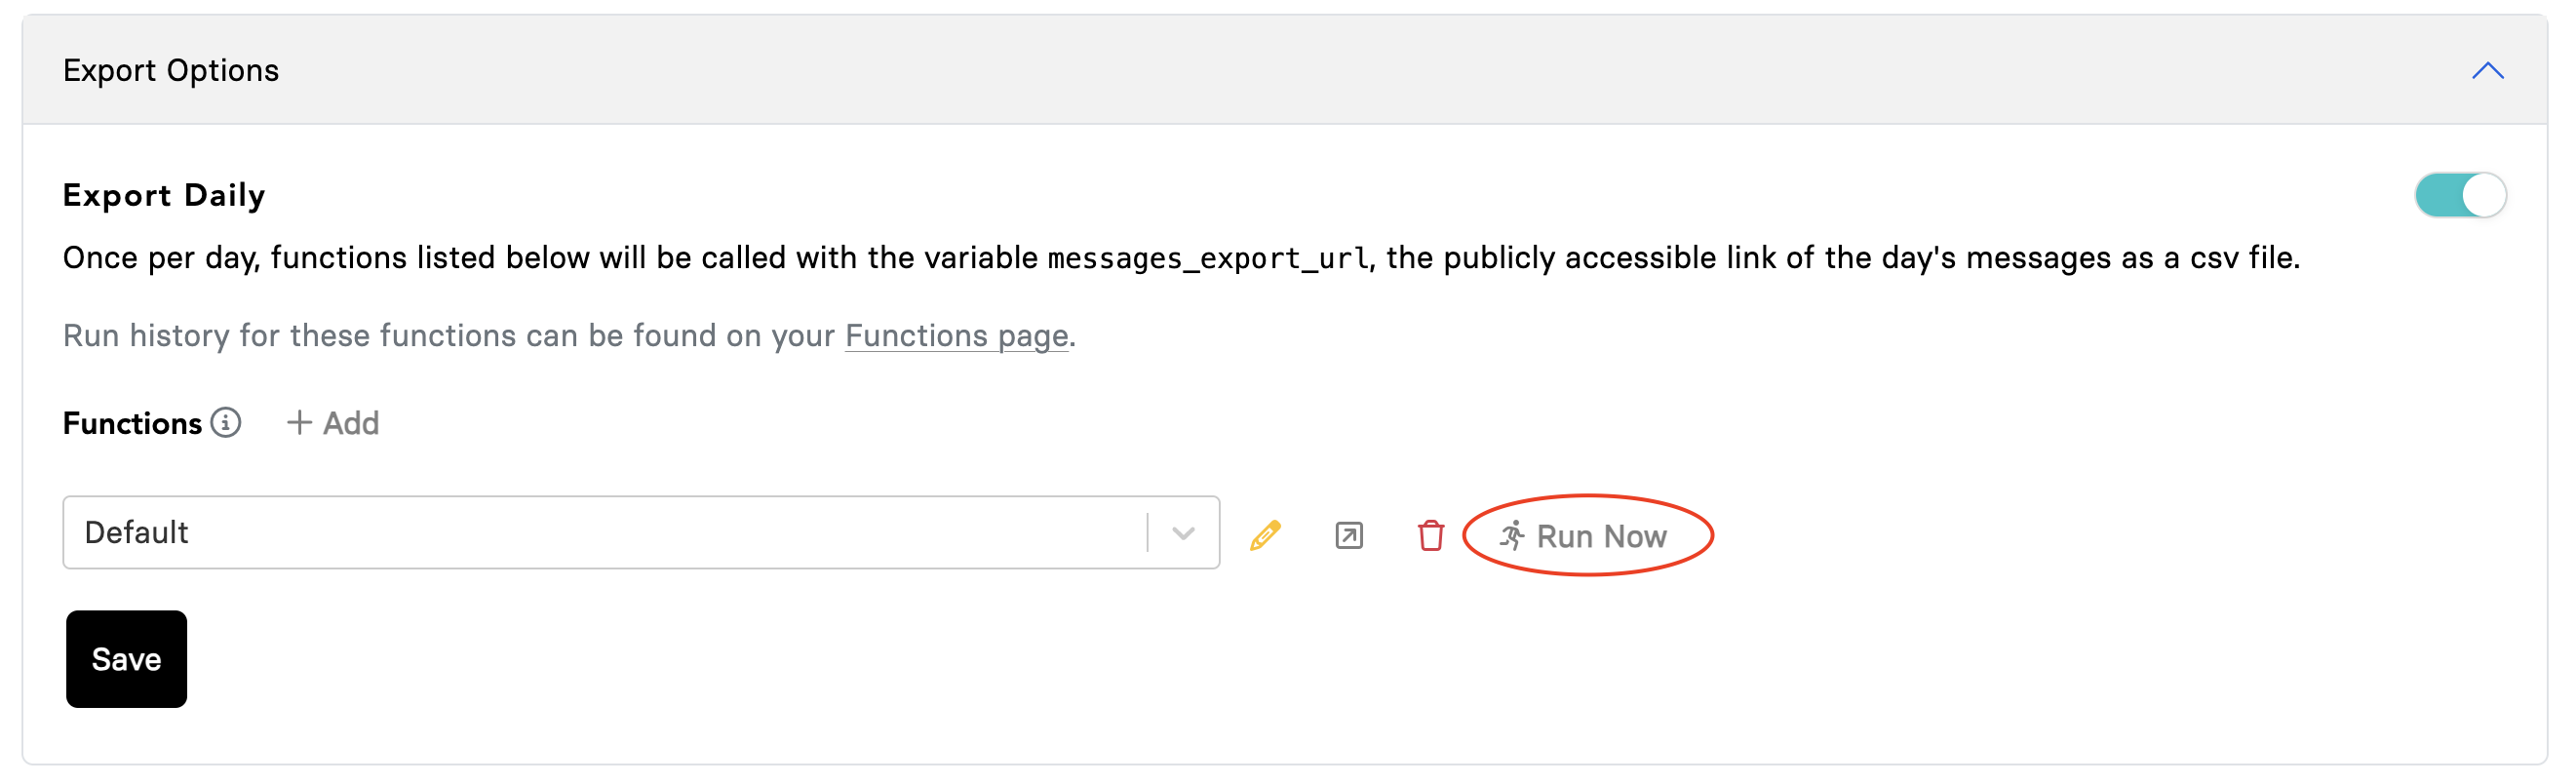 Export Options
Export Daily
Once per day, functions listed below will be called with the variable messages_export_url, the publicly accessible link of the day's messages as a csv file.
Run history for these functions can be found on your Functions page.
Functions + Add
Default Run Now
Save